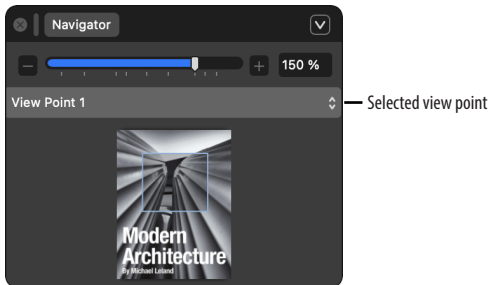 Navigator
150 %
View Point 1
Selected view point
Modern
Architecture
By Michael Leland